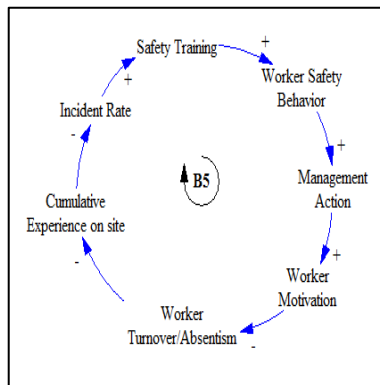 Safety Training
+
Worker Safety
Behavior
+
Management
Action
+
Worker
Motivation
-
Worker
Turnover/Absentism
-
Cumulative
Experience on site
-
Incident Rate
+
B5